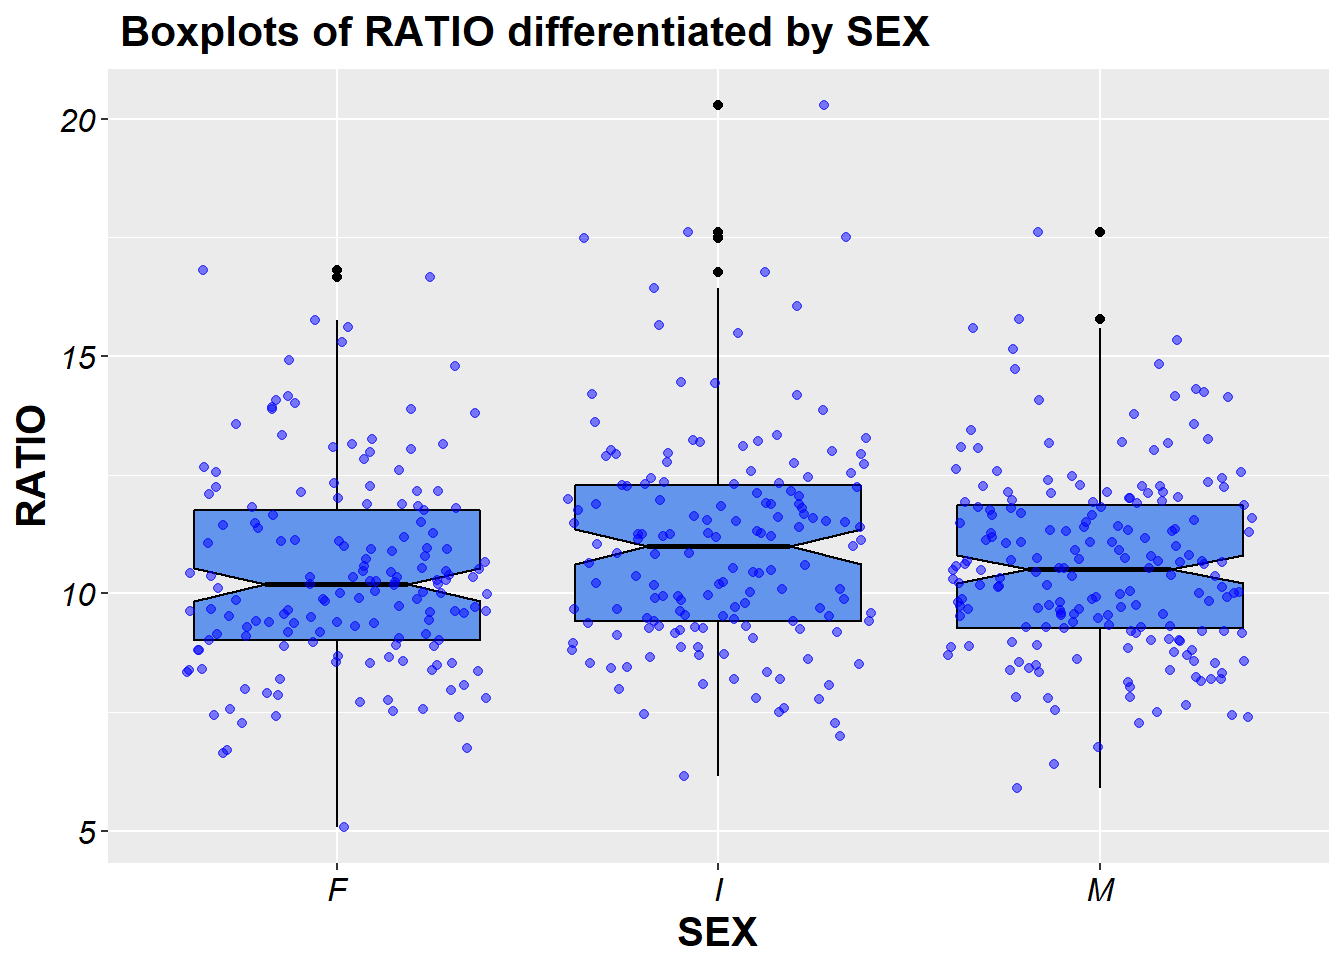 Boxplots of RATIO differentiated by SEX
20
15
10
5
RATIO
F I M
SEX